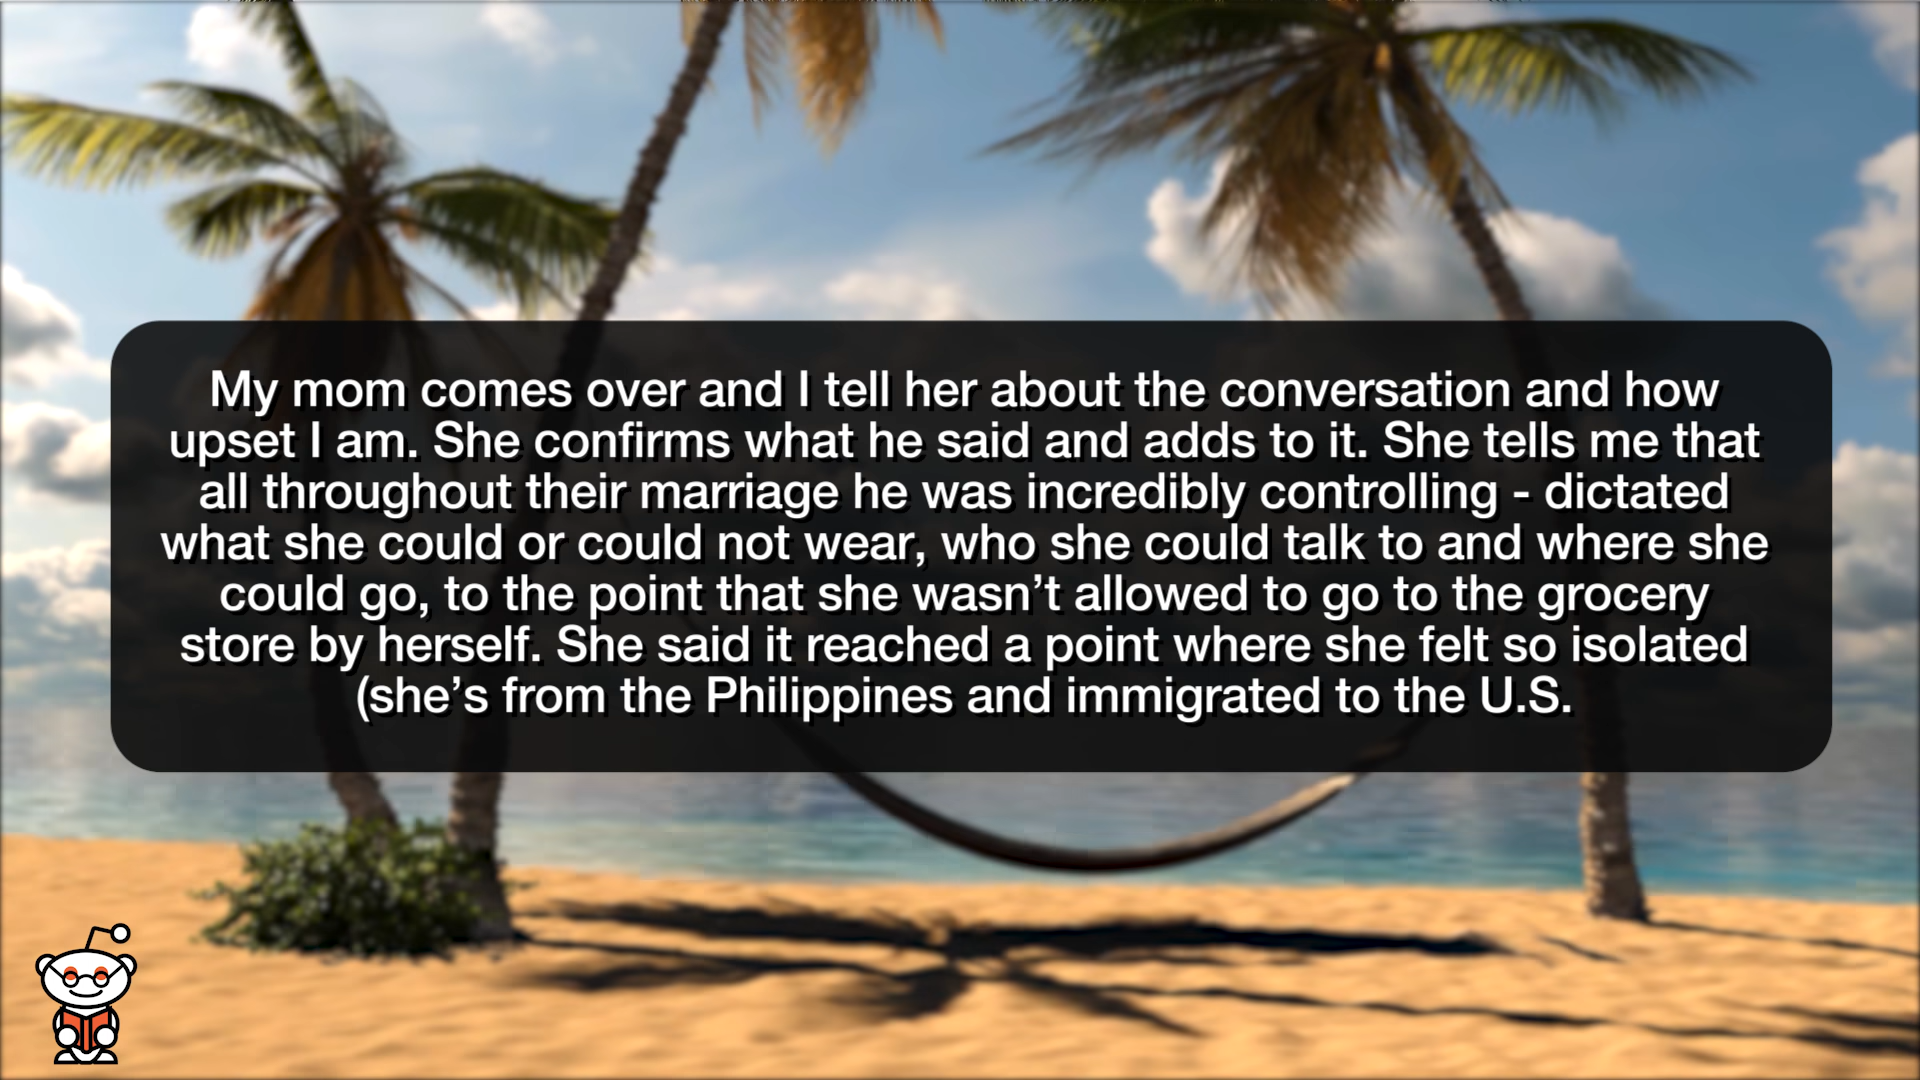 My mom comes over and I tell her about the conversation and how
upset I am. She confirms what he said and adds to it. She tells me that
all throughout their marriage he was incredibly controlling - dictated
what she could or could not wear, who she could talk to and where she
could go, to the point that she wasn’t allowed to go to the grocery
store by herself. She said it reached a point where she felt so isolated
(she’s from the Philippines and immigrated to the U.S.